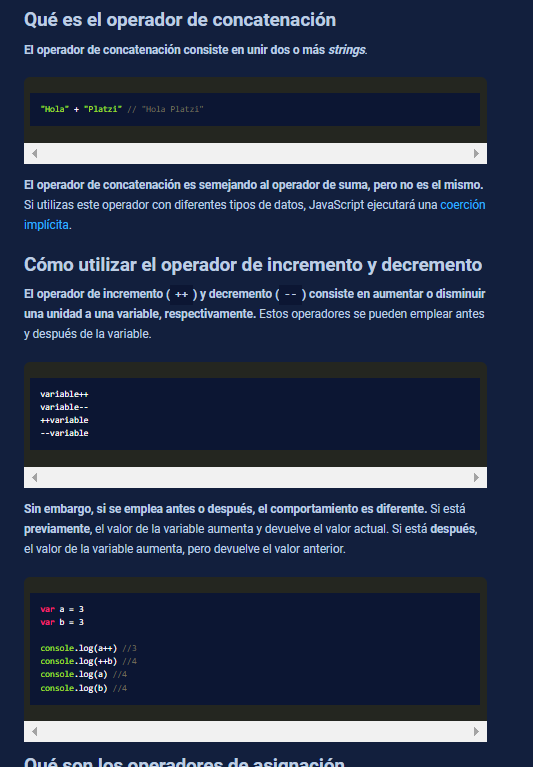 Qué es el operador de concatenación
El operador de concatenación consiste en unir dos o más strings.
"Hola" + "Platzi" // "Hola Platzi"
El operador de concatenación es semejando al operador de suma, pero no es el mismo.
Si utilizas este operador con diferentes tipos de datos, JavaScript ejecutará una coerción
implícita.
Cómo utilizar el operador de incremento y decremento
El operador de incremento ( ++ ) y decremento ( -- ) consiste en aumentar o disminuir
una unidad a una variable, respectivamente. Estos operadores se pueden emplear antes
y después de la variable.
variable++
variable--
++variable
--variable
Sin embargo, si se emplea antes o después, el comportamiento es diferente. Si está
previamente, el valor de la variable aumenta y devuelve el valor actual. Si está después,
el valor de la variable aumenta, pero devuelve el valor anterior.
var a = 3
var b = 3
console.log(a++) //3
console.log(++b) //4
console.log(a) //4
console.log(b) //4
Qué son los operadores de asignación